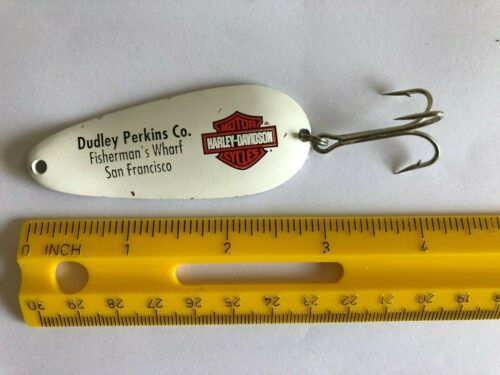 Dudley Perkins Co.
Fisherman's Wharf
San Francisco
MOTOR
HARLEY-DAVIDSON
CYCLES
0 INCH 1 2 3 4
30 29 28 27 26 25 24 23 22 21 20 19